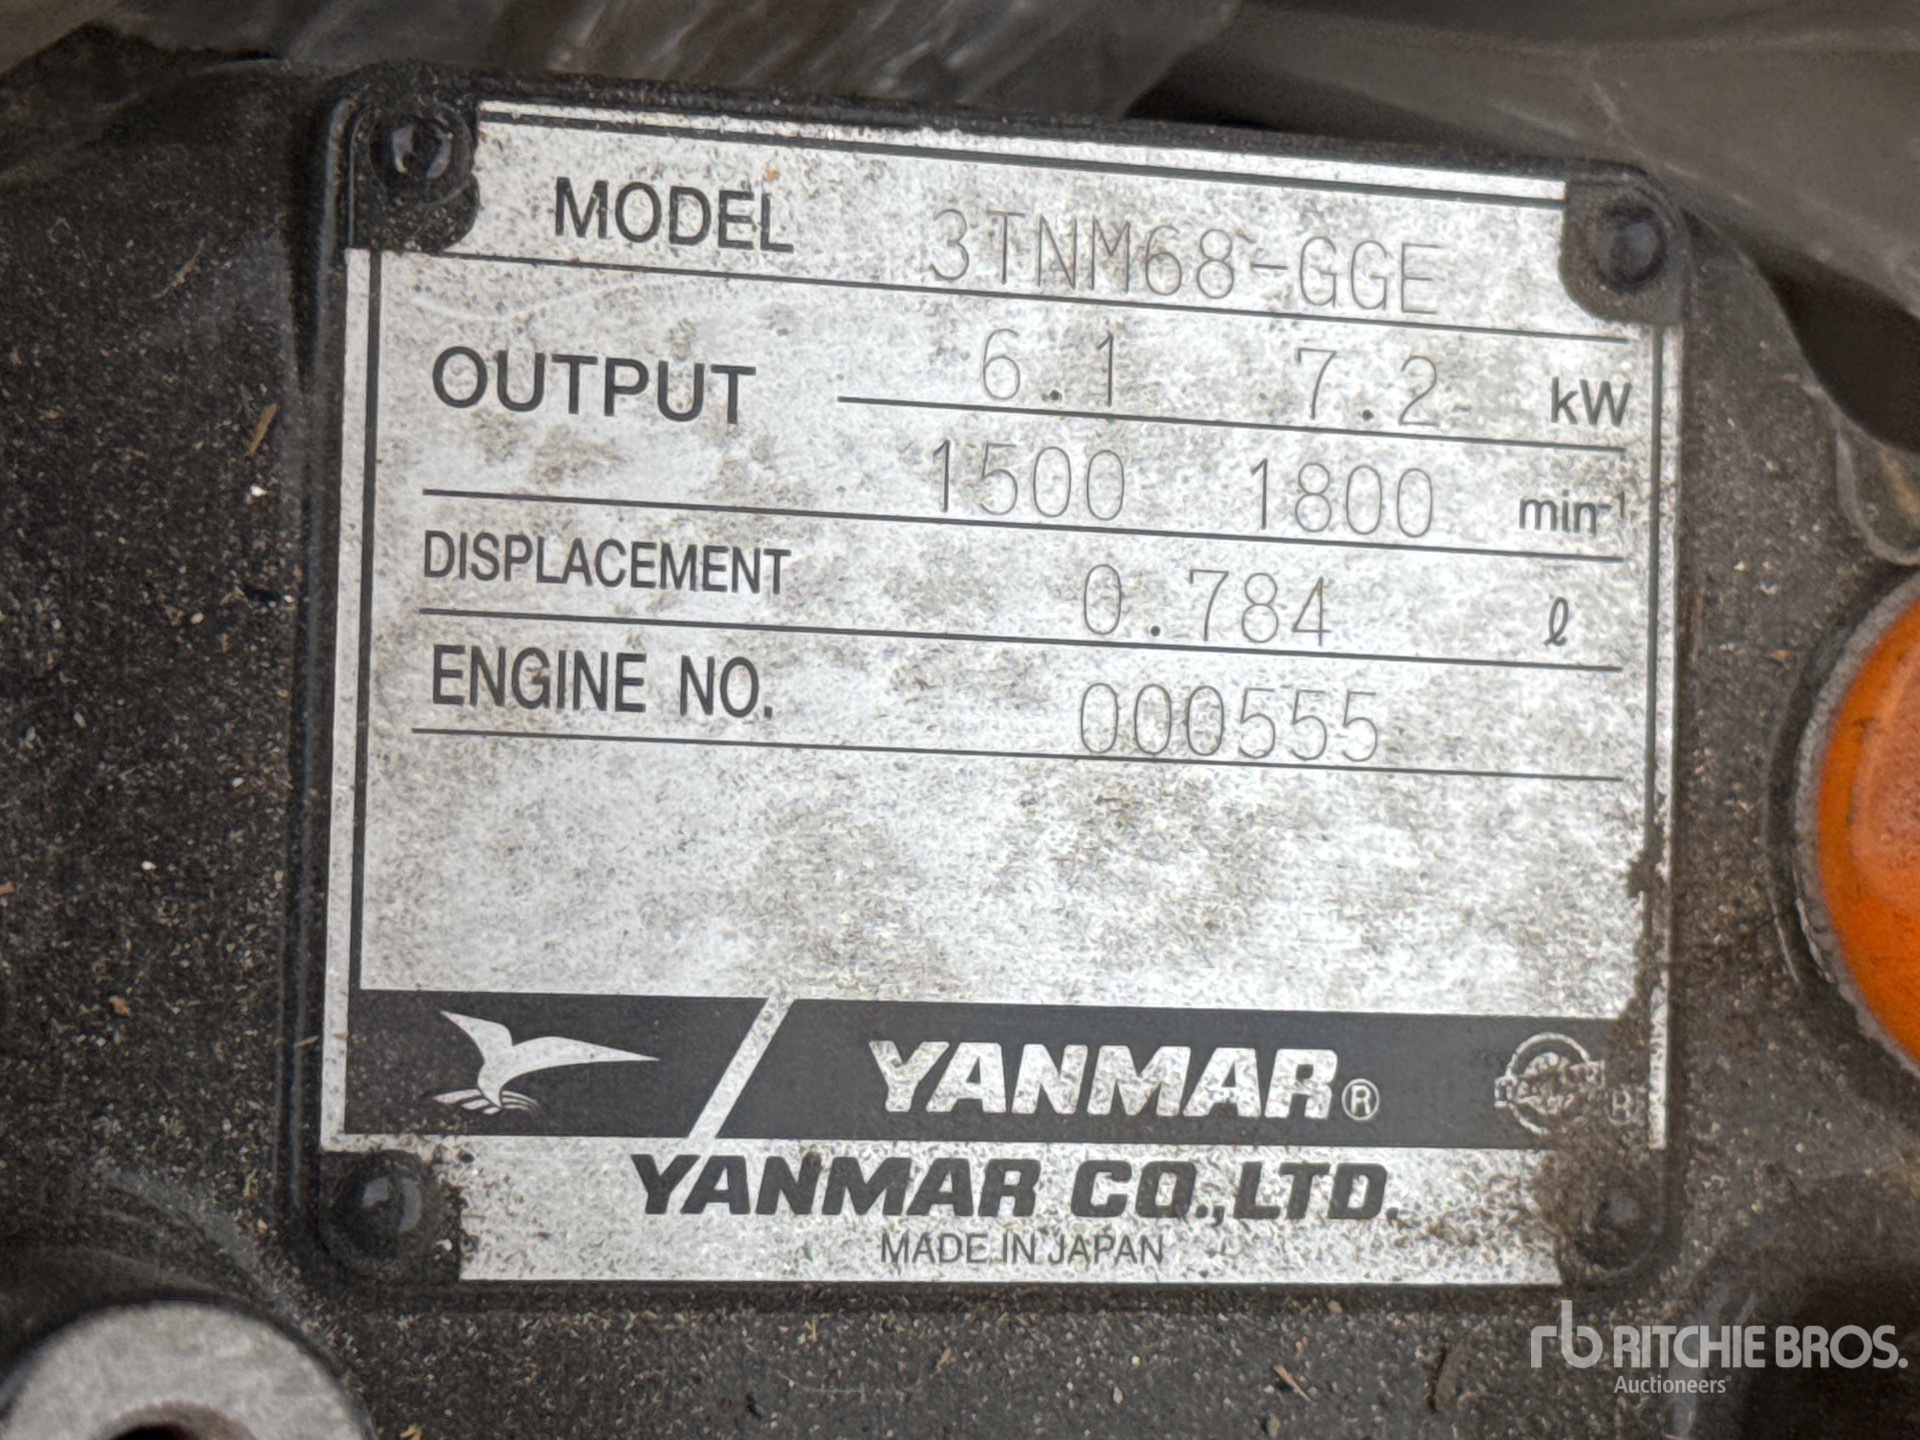 MODEL 3TNM68-GGE
OUTPUT 6.1 7.2 kW
1500 1800 min⁻¹
DISPLACEMENT 0.784 ℓ
ENGINE NO. 000555
YANMAR®
YANMAR CO.,LTD.
MADE IN JAPAN
rb RITCHIE BROS.
Auctioneers